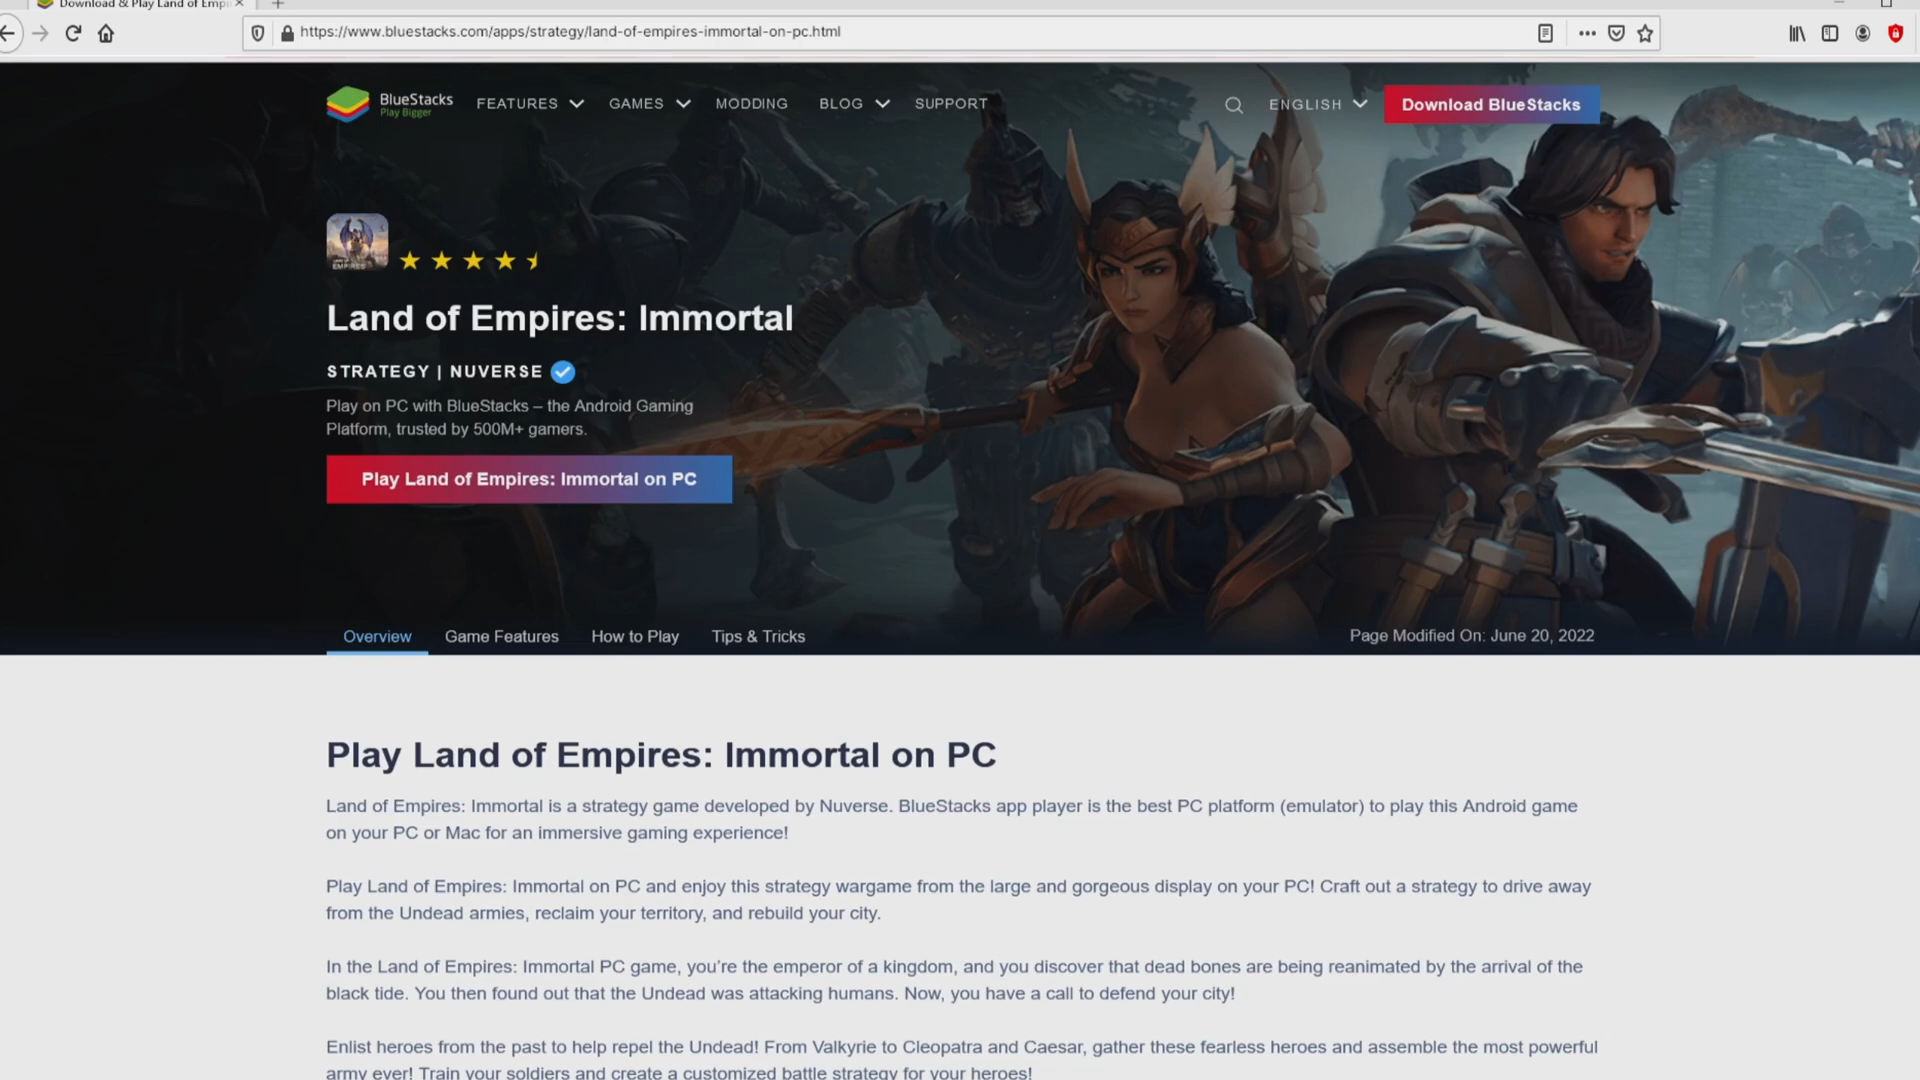 Download & Play Land of Empi
https://www.bluestacks.com/apps/strategy/land-of-empires-immortal-on-pc.html
BlueStacks
Play Bigger
FEATURES GAMES MODDING BLOG SUPPORT
ENGLISH
Download BlueStacks
EMPIRES
Land of Empires: Immortal
STRATEGY | NUVERSE
Play on PC with BlueStacks – the Android Gaming
Platform, trusted by 500M+ gamers.
Play Land of Empires: Immortal on PC
Overview Game Features How to Play Tips & Tricks
Page Modified On: June 20, 2022
Play Land of Empires: Immortal on PC
Land of Empires: Immortal is a strategy game developed by Nuverse. BlueStacks app player is the best PC platform (emulator) to play this Android game
on your PC or Mac for an immersive gaming experience!
Play Land of Empires: Immortal on PC and enjoy this strategy wargame from the large and gorgeous display on your PC! Craft out a strategy to drive away
from the Undead armies, reclaim your territory, and rebuild your city.
In the Land of Empires: Immortal PC game, you’re the emperor of a kingdom, and you discover that dead bones are being reanimated by the arrival of the
black tide. You then found out that the Undead was attacking humans. Now, you have a call to defend your city!
Enlist heroes from the past to help repel the Undead! From Valkyrie to Cleopatra and Caesar, gather these fearless heroes and assemble the most powerful
army ever! Train your soldiers and create a customized battle strategy for your heroes!